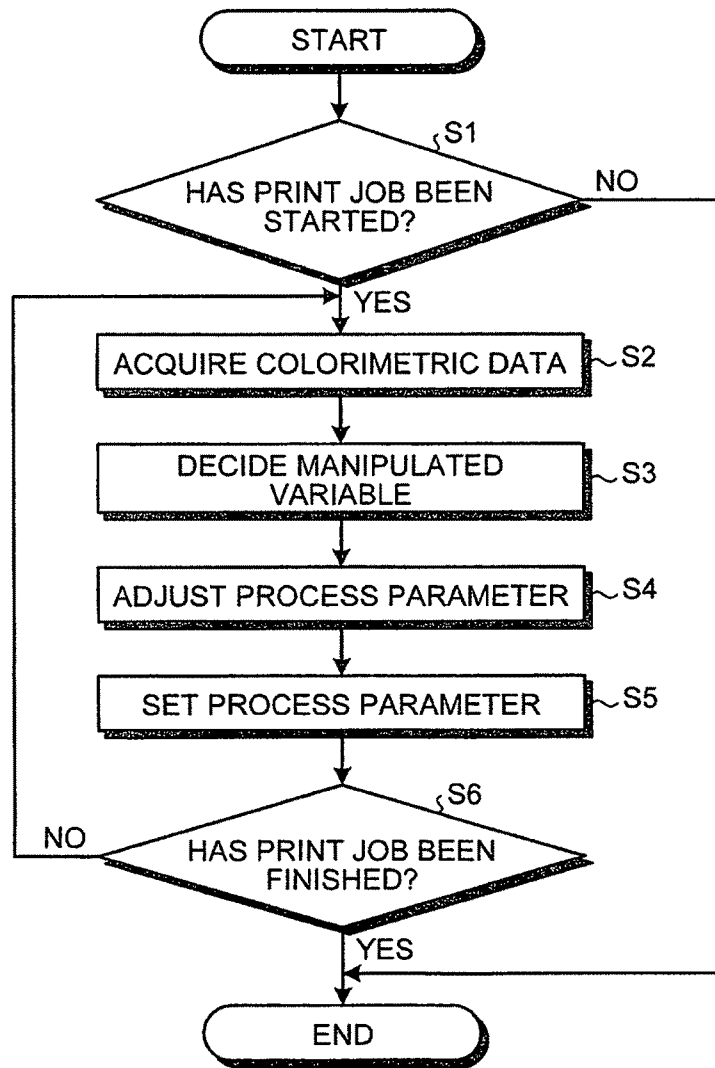 START
S1
HAS PRINT JOB BEEN
STARTED?
NO
YES
ACQUIRE COLORIMETRIC DATA
S2
DECIDE MANIPULATED
VARIABLE
S3
ADJUST PROCESS PARAMETER
S4
SET PROCESS PARAMETER
S5
S6
NO
HAS PRINT JOB BEEN
FINISHED?
YES
END